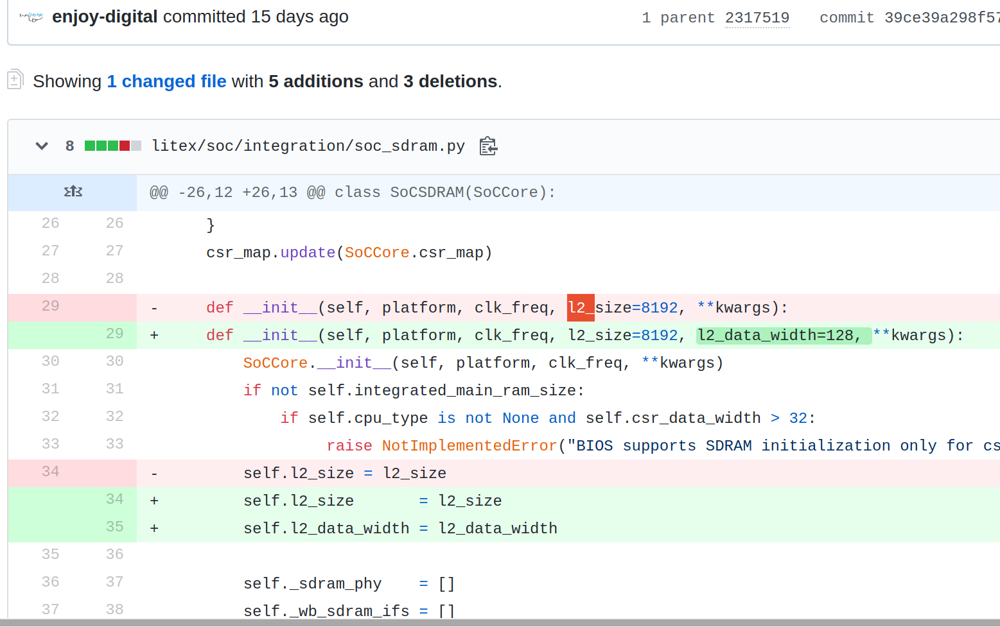 enjoy-digital committed 15 days ago 1 parent 2317519 commit 39ce39a298f57
Showing 1 changed file with 5 additions and 3 deletions.
8 litex/soc/integration/soc_sdram.py
@@ -26,12 +26,13 @@ class SoCSDRAM(SoCCore):
26 26 }
27 27 csr_map.update(SoCCore.csr_map)
28 28
29 - def __init__(self, platform, clk_freq, l2_size=8192, **kwargs):
29 + def __init__(self, platform, clk_freq, l2_size=8192, l2_data_width=128, **kwargs):
30 30 SoCCore.__init__(self, platform, clk_freq, **kwargs)
31 31 if not self.integrated_main_ram_size:
32 32 if self.cpu_type is not None and self.csr_data_width > 32:
33 33 raise NotImplementedError("BIOS supports SDRAM initialization only for cs
34 - self.l2_size = l2_size
34 + self.l2_size = l2_size
35 + self.l2_data_width = l2_data_width
35 36
36 37 self._sdram_phy = []
37 38 self._wb_sdram_ifs = []